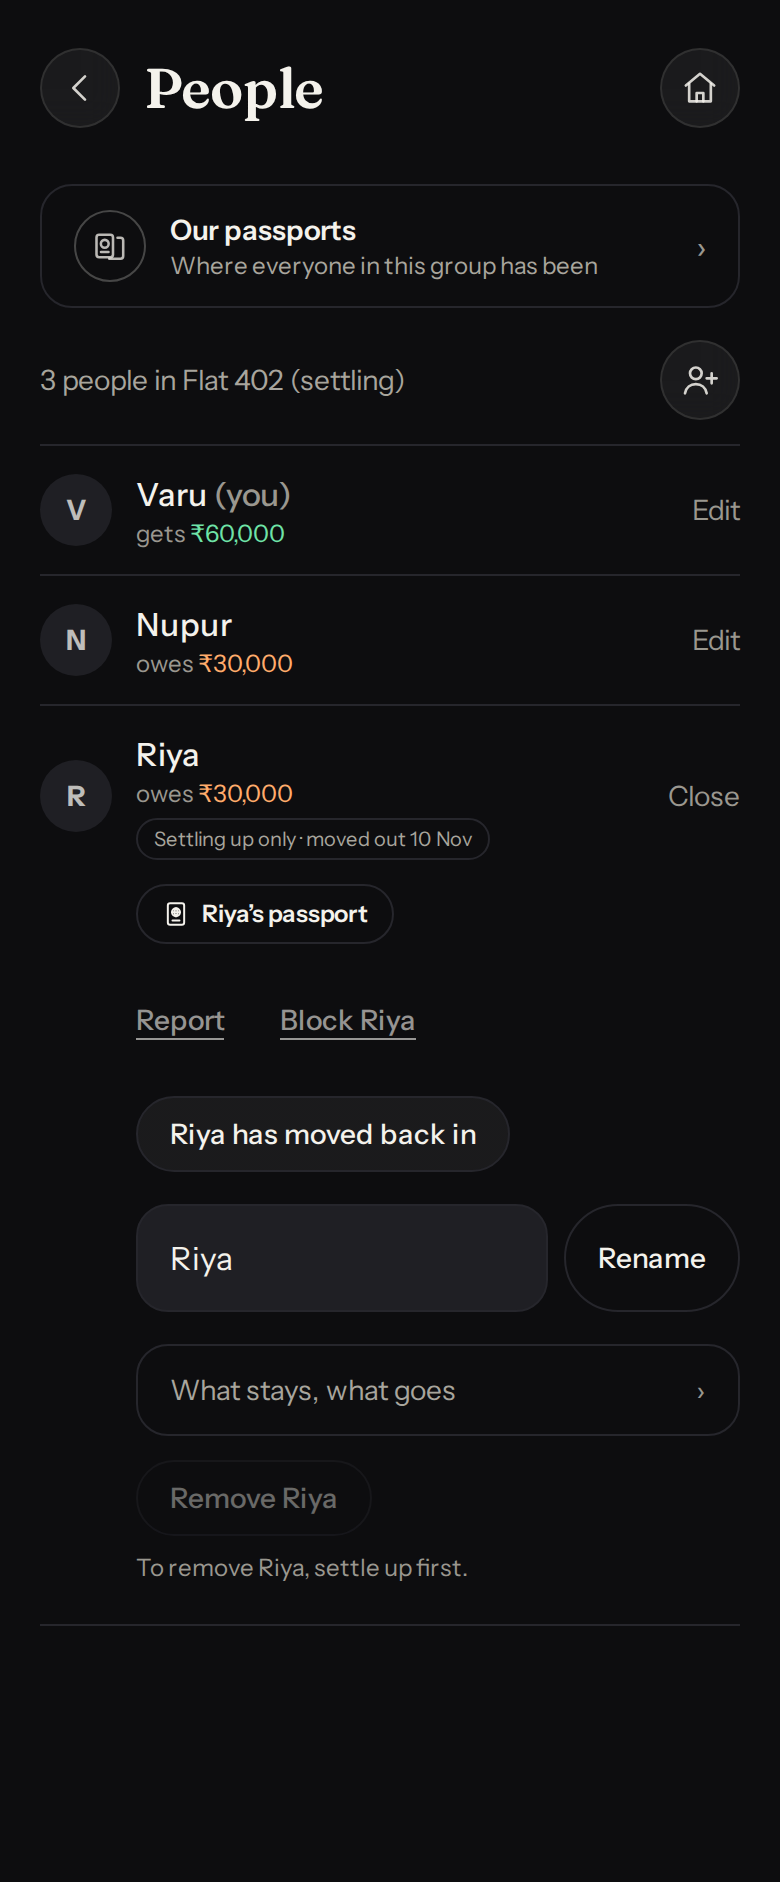 People
Our passports
Where everyone in this group has been
›
3 people in Flat 402 (settling)
V
Varu (you)
gets ₹60,000
Edit
N
Nupur
owes ₹30,000
Edit
R
Riya
owes ₹30,000
Settling up only · moved out 10 Nov
Close
Riya’s passport
Report
Block Riya
Riya has moved back in
Riya
Rename
What stays, what goes
›
Remove Riya
To remove Riya, settle up first.